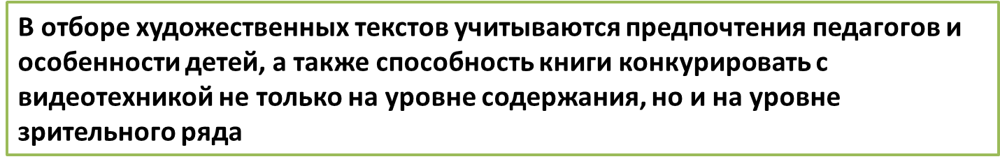 В отборе художественных текстов учитываются предпочтения педагогов и
особенности детей, а также способность книги конкурировать с
видеотехникой не только на уровне содержания, но и на уровне
зрительного ряда